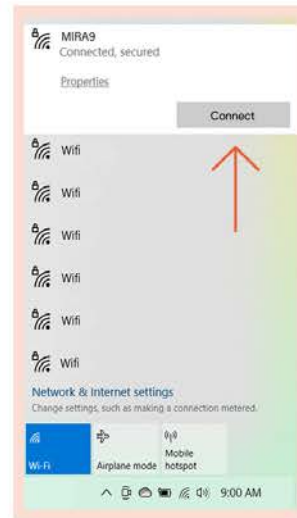 MIRA9
Connected, secured
Properties
Connect
Wifi
Wifi
Wifi
Wifi
Wifi
Wifi
Network & Internet settings
Change settings, such as making a connection metered.
Wi-Fi
Airplane mode
Mobile
hotspot
9:00 AM